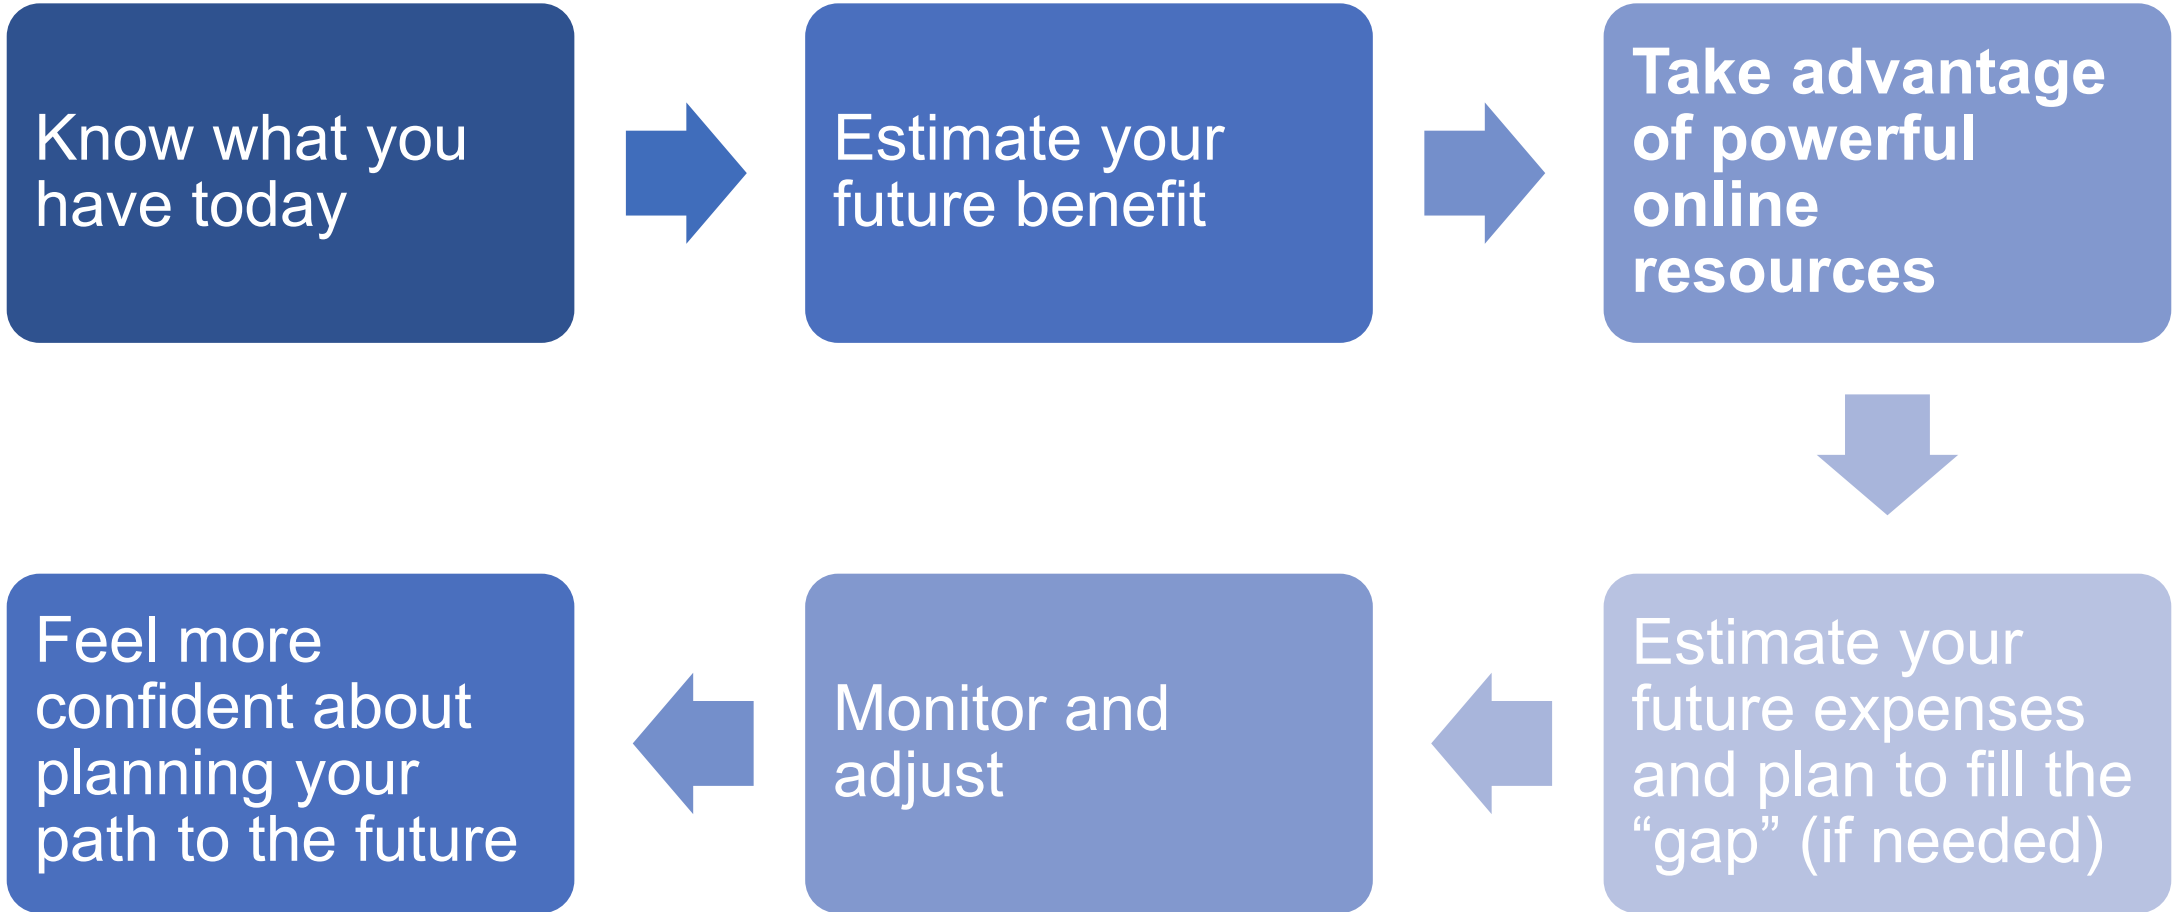 Know what you
have today
Estimate your
future benefit
Take advantage
of powerful
online
resources
Estimate your
future expenses
and plan to fill the
“gap” (if needed)
Monitor and
adjust
Feel more
confident about
planning your
path to the future